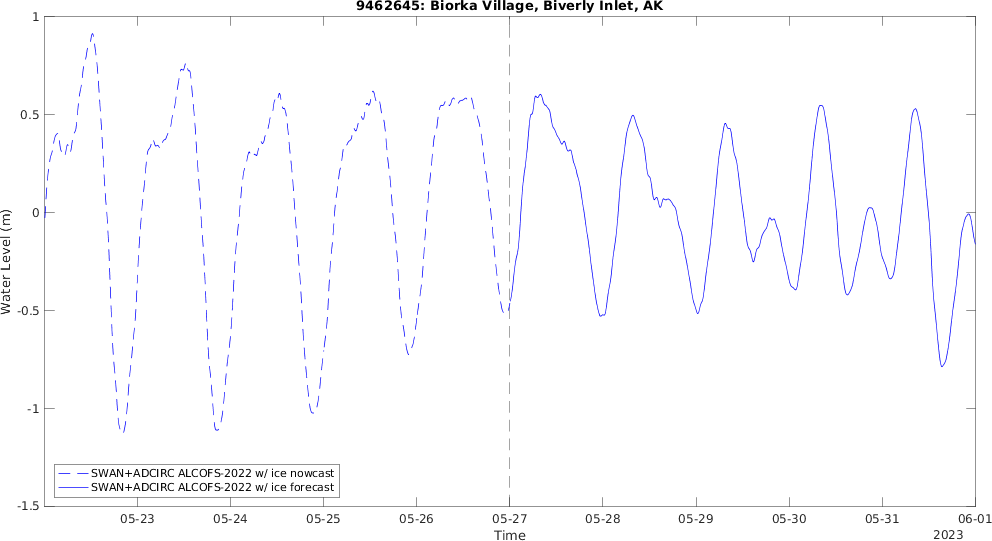 9462645: Biorka Village, Biverly Inlet, AK
Water Level (m)
1
0.5
0
-0.5
-1
-1.5
SWAN+ADCIRC ALCOFS-2022 w/ ice nowcast
SWAN+ADCIRC ALCOFS-2022 w/ ice forecast
05-23 05-24 05-25 05-26 05-27 05-28 05-29 05-30 05-31 06-01
Time
2023